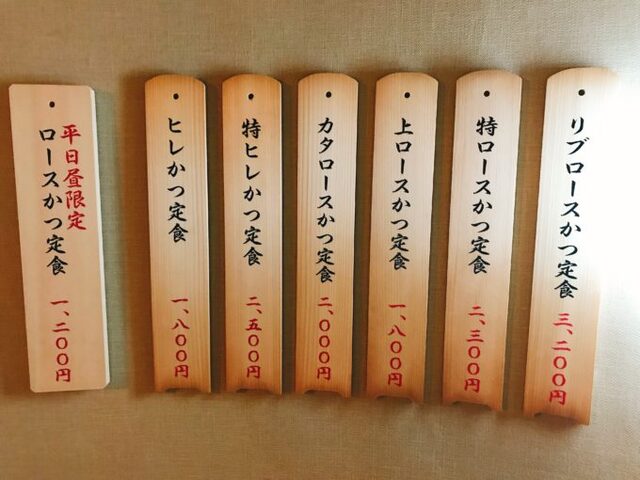 リブロースかつ定食 三、二〇〇円
特ロースかつ定食 二、三〇〇円
上ロースかつ定食 一、八〇〇円
カタロースかつ定食 二、〇〇〇円
特ヒレかつ定食 二、五〇〇円
ヒレかつ定食 一、八〇〇円
平日昼限定
ロースかつ定食 一、二〇〇円